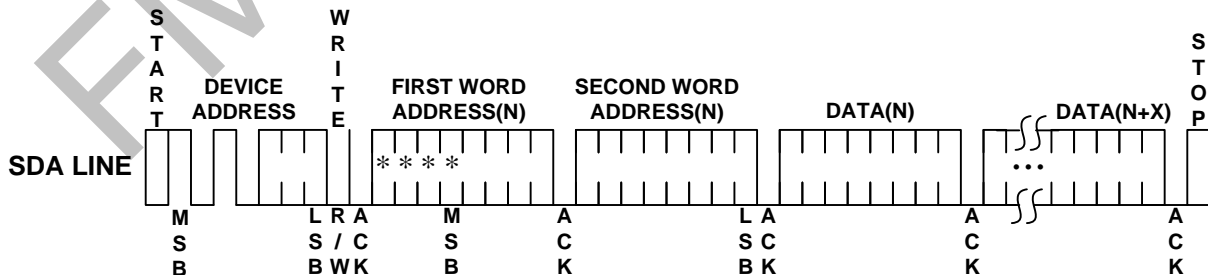 START
WRITE
STOP
DEVICE
ADDRESS
FIRST WORD
ADDRESS(N)
SECOND WORD
ADDRESS(N)
DATA(N)
DATA(N+X)
SDA LINE
* * * *
...
MSB
LSB
R/W
ACK
MSB
ACK
LSB
ACK
ACK
ACK